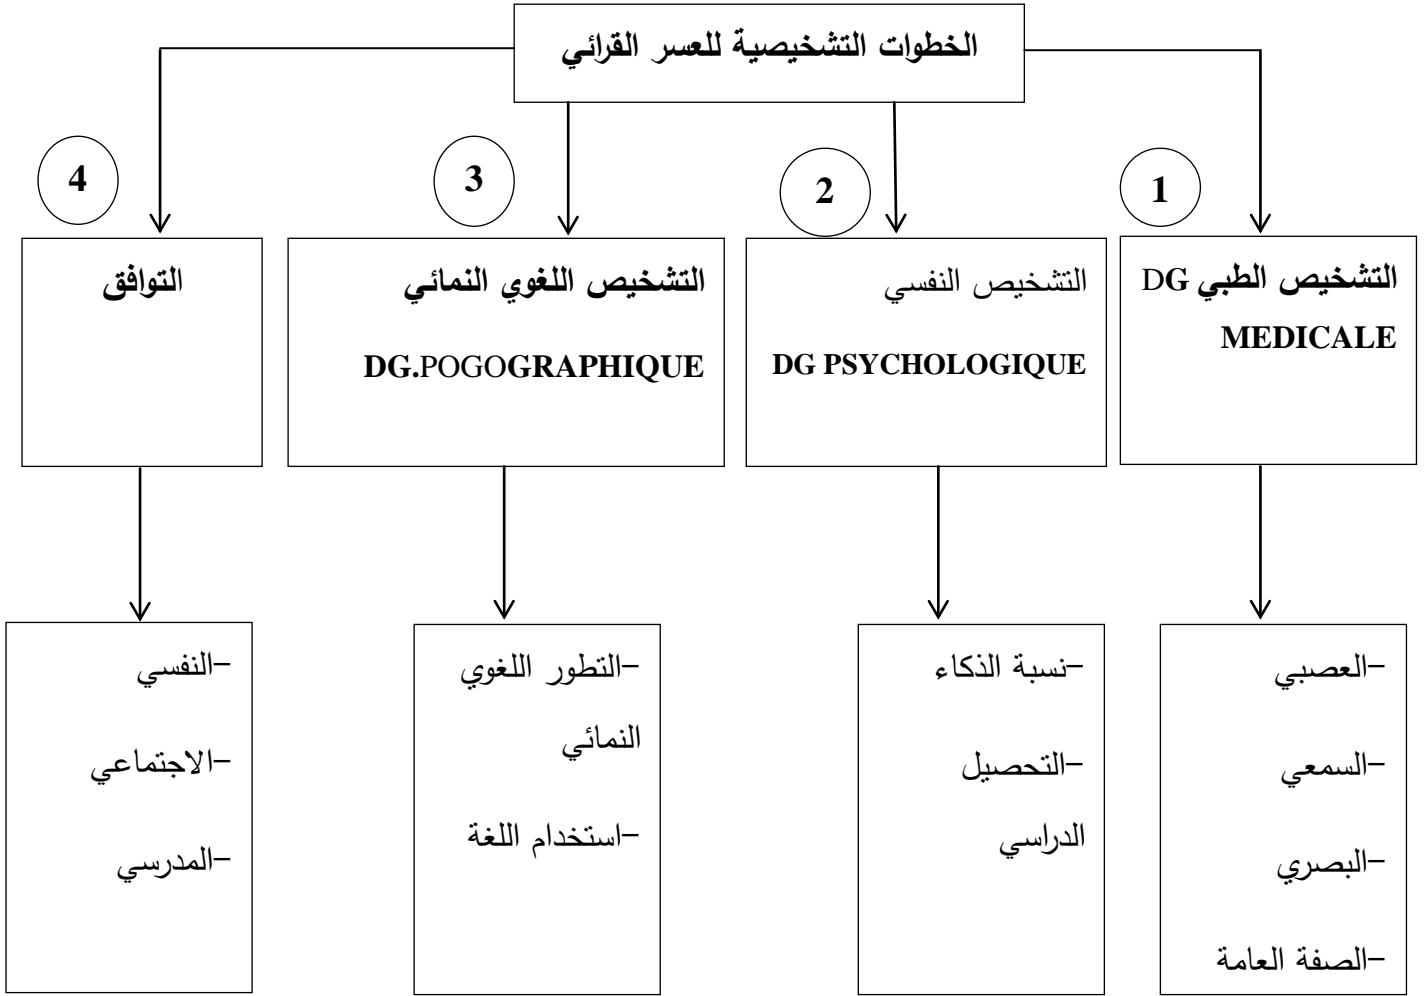 الخطوات التشخيصية للعسر القرائي
1
2
3
4
التشخيص الطبي DG
MEDICALE
التشخيص النفسي
DG PSYCHOLOGIQUE
التشخيص اللغوي النمائي
DG.POGOGRAPHIQUE
التوافق
-العصبي
-السمعي
-البصري
-الصفة العامة
-نسبة الذكاء
-التحصيل
الدراسي
-التطور اللغوي
النمائي
-استخدام اللغة
-النفسي
-الاجتماعي
-المدرسي